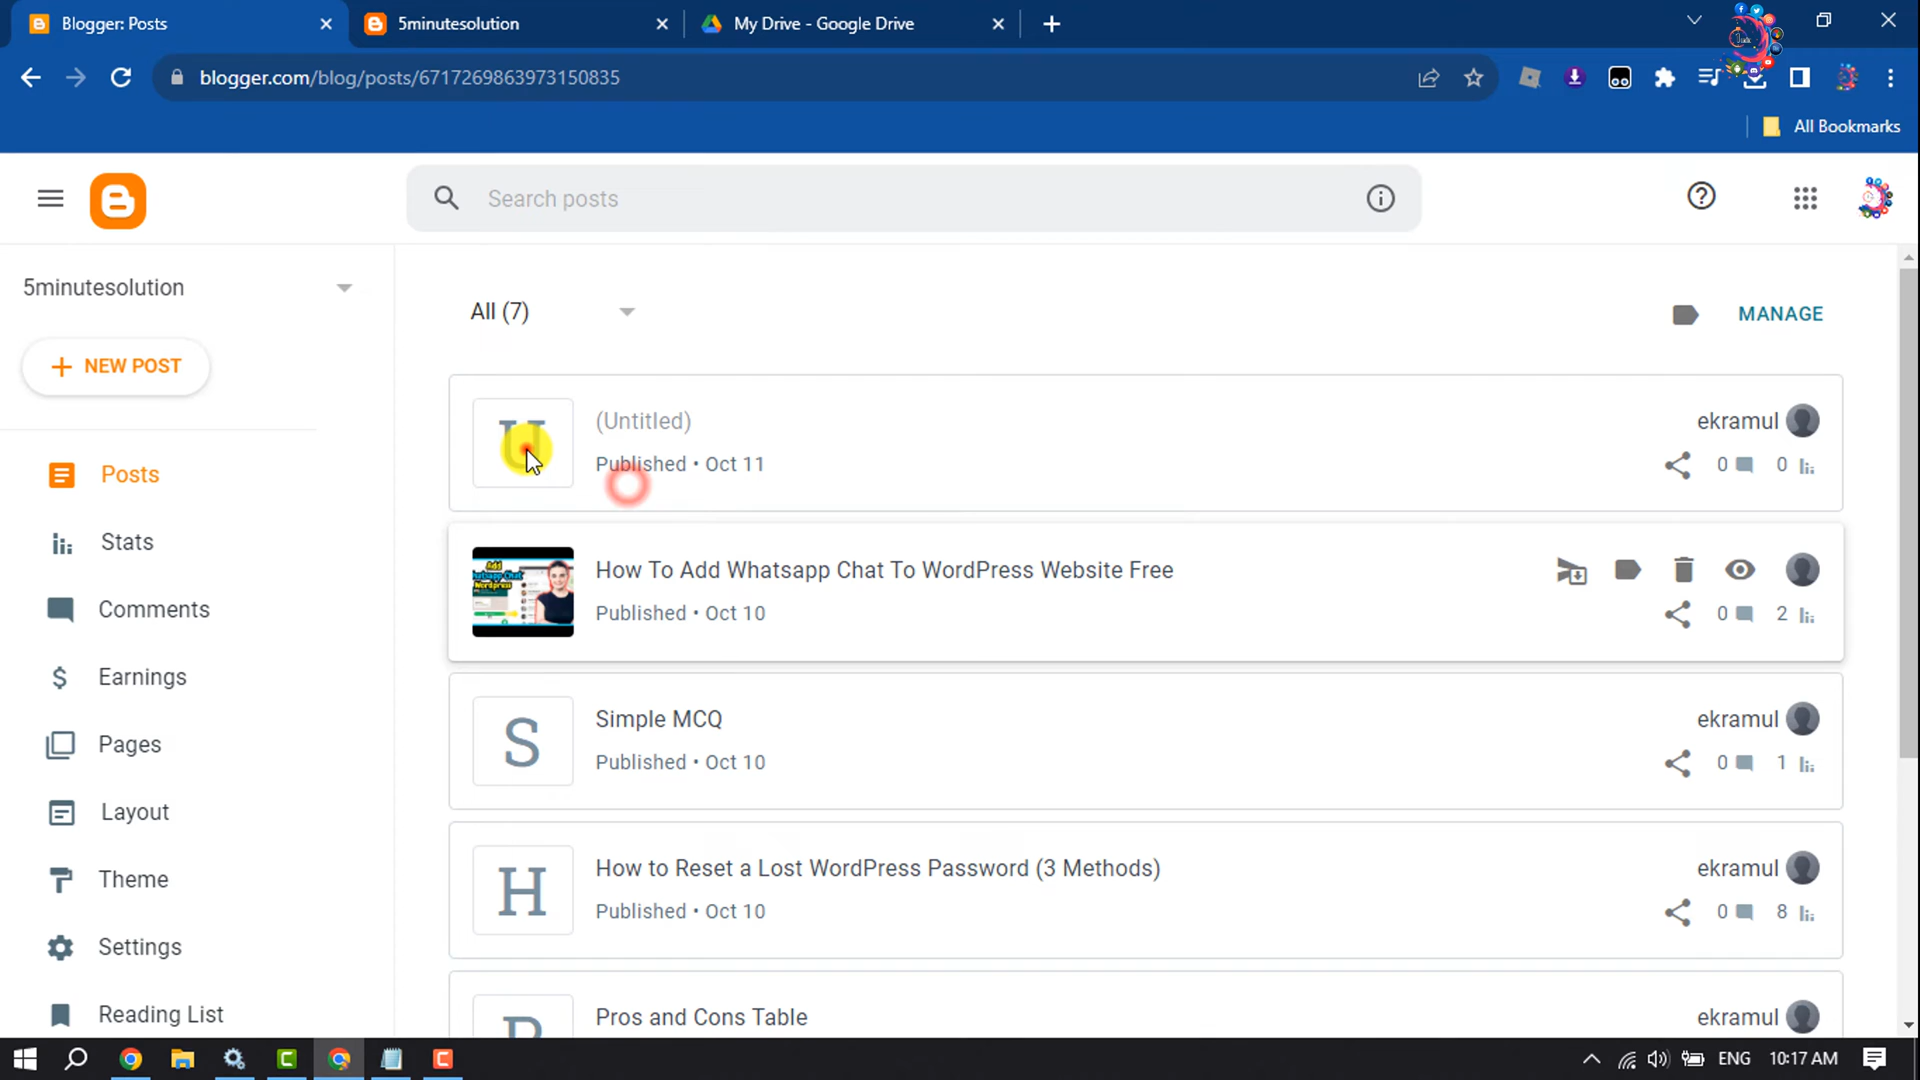 Blogger: Posts
5minutesolution
My Drive - Google Drive
blogger.com/blog/posts/6717269863973150835
All Bookmarks
Search posts
5minutesolution
All (7)
MANAGE
NEW POST
Posts
Stats
Comments
Earnings
Pages
Layout
Theme
Settings
Reading List
U
(Untitled)
ekramul
Published • Oct 11
0
0
How To Add Whatsapp Chat To WordPress Website Free
Published • Oct 10
0
2
S
Simple MCQ
ekramul
Published • Oct 10
0
1
H
How to Reset a Lost WordPress Password (3 Methods)
ekramul
Published • Oct 10
0
8
Pros and Cons Table
ekramul
ENG
10:17 AM